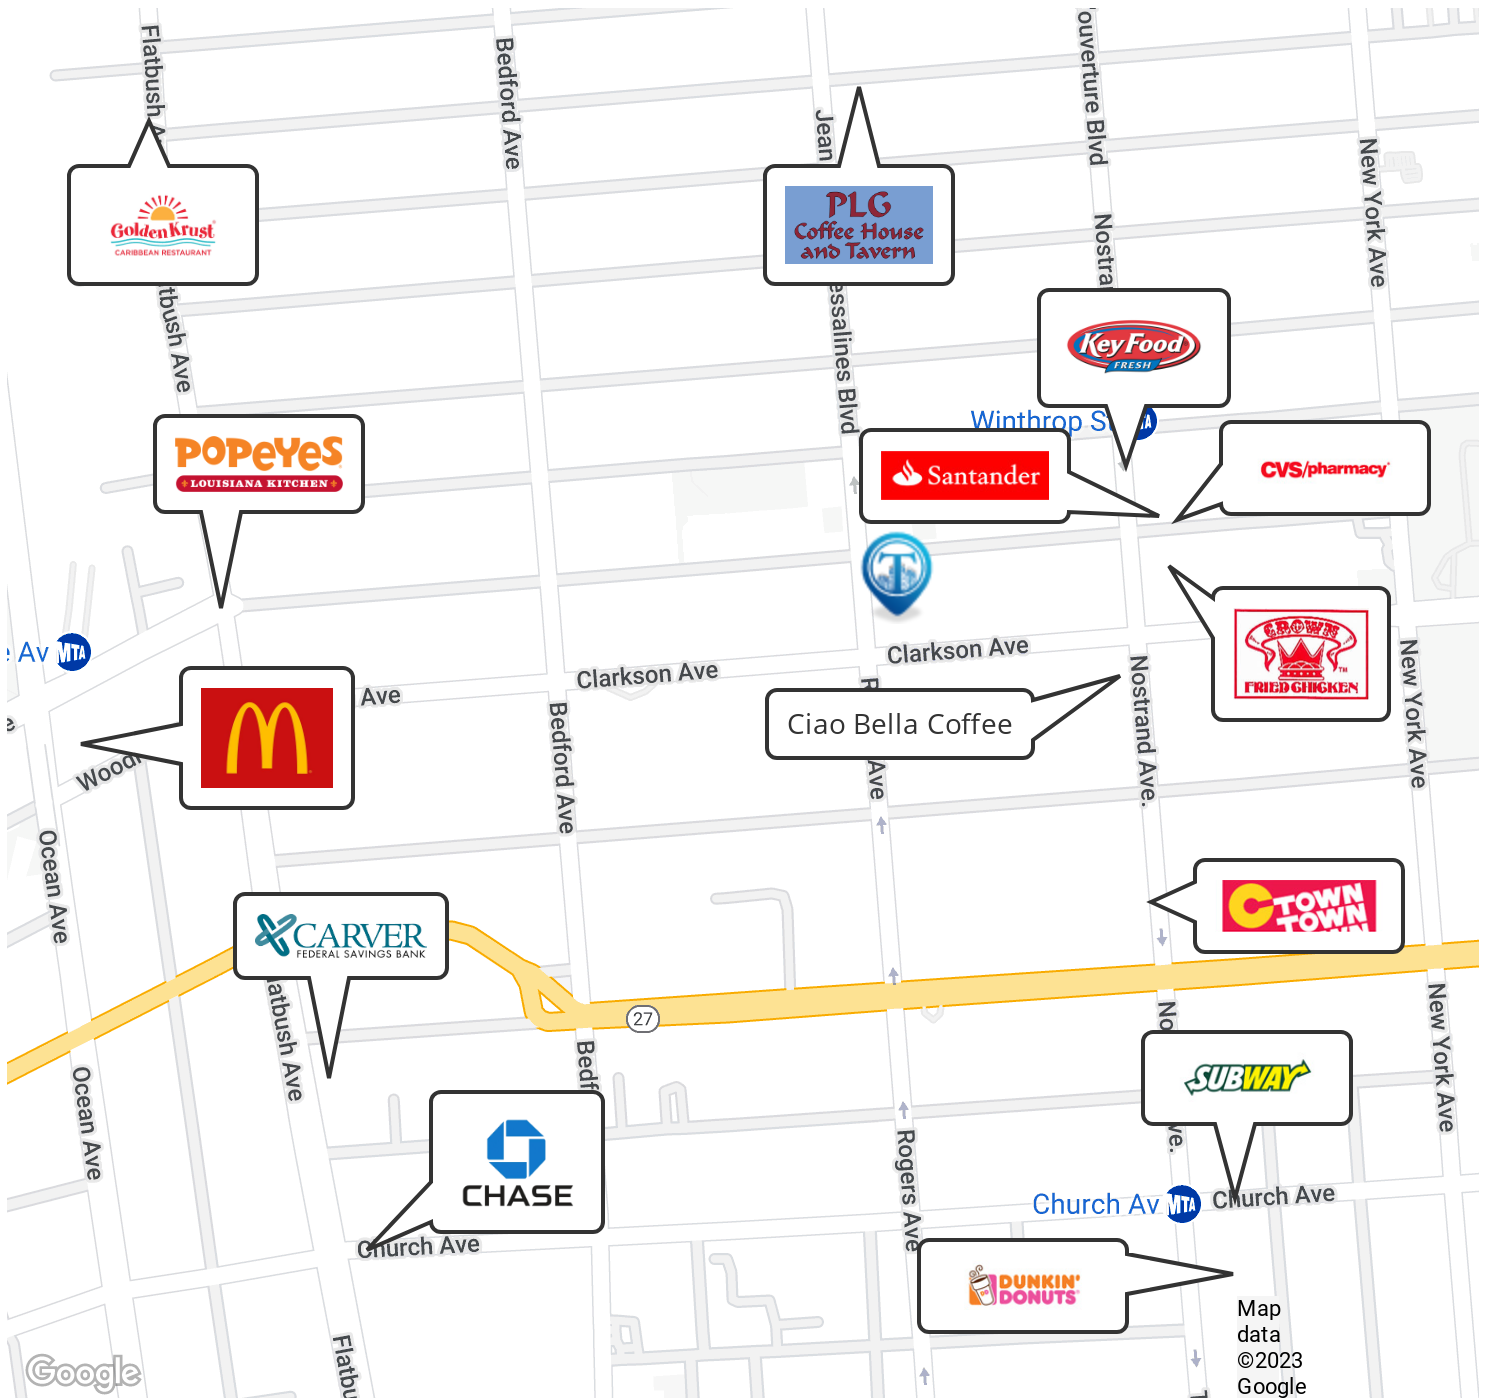 Flatbush A
Bedford Ave
Jean
ouverture Blvd
New York Ave
Golden Krust
CARIBBEAN RESTAURANT
PLG
Coffee House
and Tavern
Nostra
tbush Ave
essalines Blvd
Key Food
FRESH
Winthrop S
POPEYES
LOUISIANA KITCHEN
Santander
CVS/pharmacy
T
e Av MTA
Clarkson Ave
Clarkson Ave
Ave
CROWN
FRIED CHICKEN
TM
Nostrand Ave.
New York Ave
R
Ciao Bella Coffee
Ave
Bedford Ave
e
Wood
Ocean Ave
CARVER
FEDERAL SAVINGS BANK
C TOWN
TOWN
latbush Ave
27
No
New York Ave
Bedf
SUBWAY
Ocean Ave
CHASE
ve.
Rogers Ave
Church Av MTA
Church Ave
Church Ave
DUNKIN'
DONUTS
Flatbu
Map
data
©2023
Google
Google